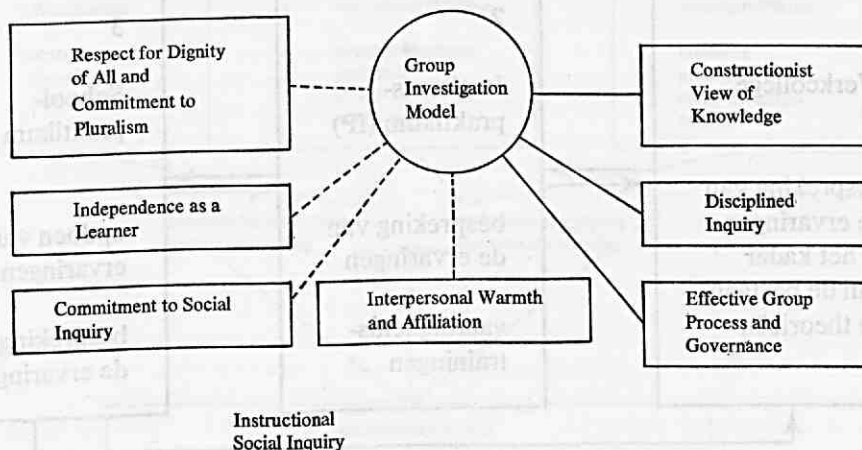 Respect for Dignity
of All and
Commitment to
Pluralism
Group
Investigation
Model
Constructionist
View of
Knowledge
Independence as a
Learner
Disciplined
Inquiry
Commitment to Social
Inquiry
Interpersonal Warmth
and Affiliation
Effective Group
Process and
Governance
Instructional
Social Inquiry